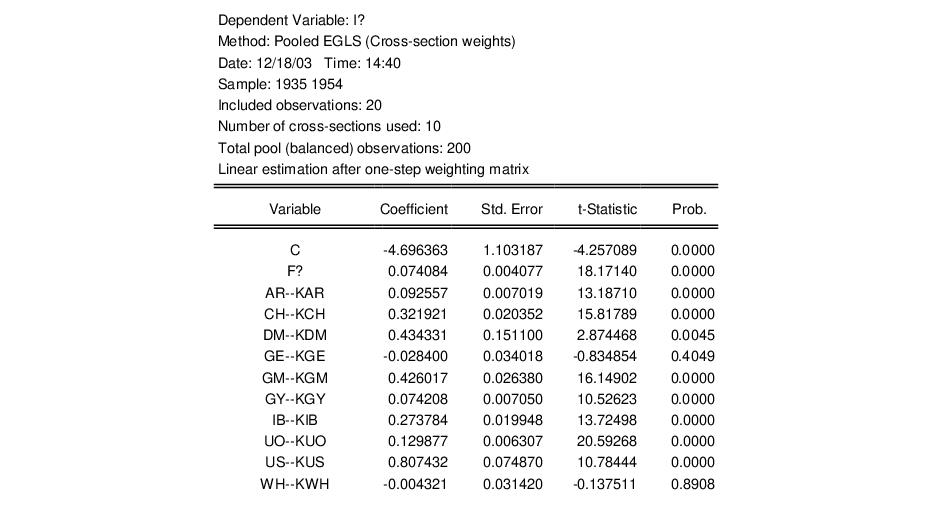 Dependent Variable: I?
Method: Pooled EGLS (Cross-section weights)
Date: 12/18/03 Time: 14:40
Sample: 1935 1954
Included observations: 20
Number of cross-sections used: 10
Total pool (balanced) observations: 200
Linear estimation after one-step weighting matrix
Variable Coefficient Std. Error t-Statistic Prob.
C -4.696363 1.103187 -4.257089 0.0000
F? 0.074084 0.004077 18.17140 0.0000
AR--KAR 0.092557 0.007019 13.18710 0.0000
CH--KCH 0.321921 0.020352 15.81789 0.0000
DM--KDM 0.434331 0.151100 2.874468 0.0045
GE--KGE -0.028400 0.034018 -0.834854 0.4049
GM--KGM 0.426017 0.026380 16.14902 0.0000
GY--KGY 0.074208 0.007050 10.52623 0.0000
IB--KIB 0.273784 0.019948 13.72498 0.0000
UO--KUO 0.129877 0.006307 20.59268 0.0000
US--KUS 0.807432 0.074870 10.78444 0.0000
WH--KWH -0.004321 0.031420 -0.137511 0.8908